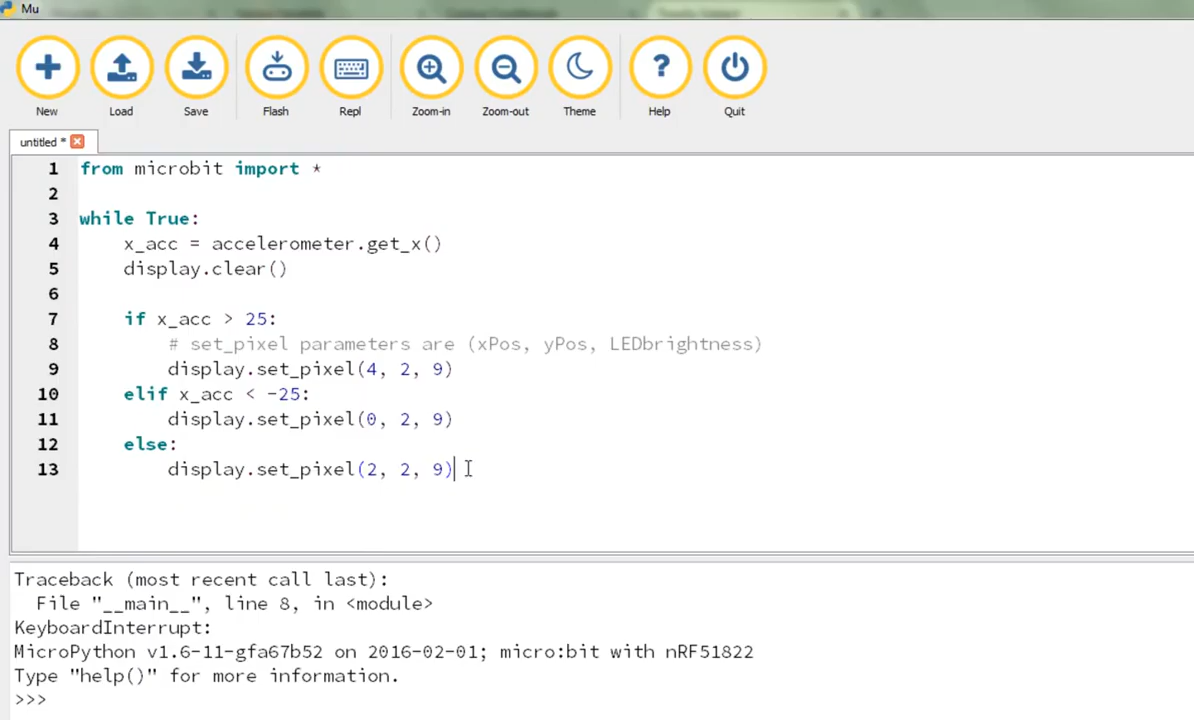 Mu
New Load Save Flash Repl Zoom-in Zoom-out Theme Help Quit
untitled *
1 from microbit import *
2
3 while True:
4 x_acc = accelerometer.get_x()
5 display.clear()
6
7 if x_acc > 25:
8 # set_pixel parameters are (xPos, yPos, LEDbrightness)
9 display.set_pixel(4, 2, 9)
10 elif x_acc < -25:
11 display.set_pixel(0, 2, 9)
12 else:
13 display.set_pixel(2, 2, 9)
Traceback (most recent call last):
File "__main__", line 8, in <module>
KeyboardInterrupt:
MicroPython v1.6-11-gfa67b52 on 2016-02-01; micro:bit with nRF51822
Type "help()" for more information.
>>>